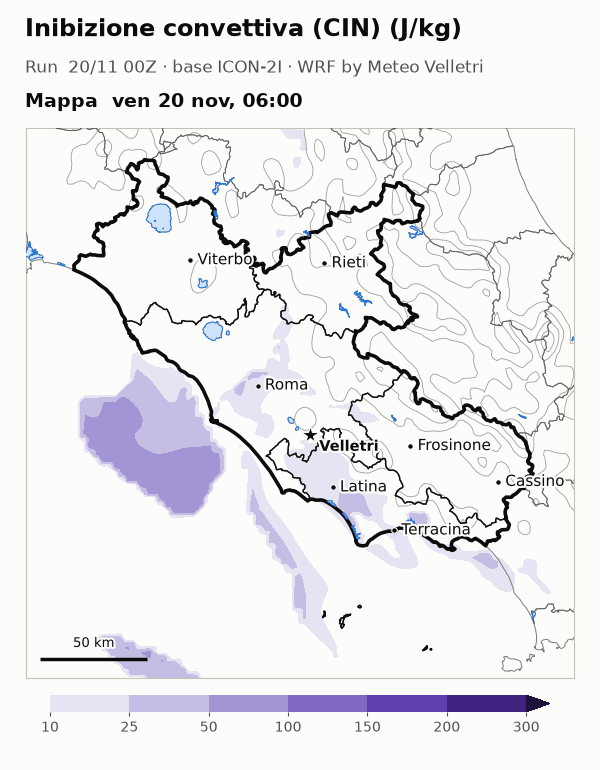 Inibizione convettiva (CIN) (J/kg)
Run  20/11 00Z · base ICON-2I · WRF by Meteo Velletri
Mappa  ven 20 nov, 06:00
Viterbo
Rieti
Roma
Velletri
Frosinone
Latina
Cassino
Terracina
50 km
10 25 50 100 150 200 300